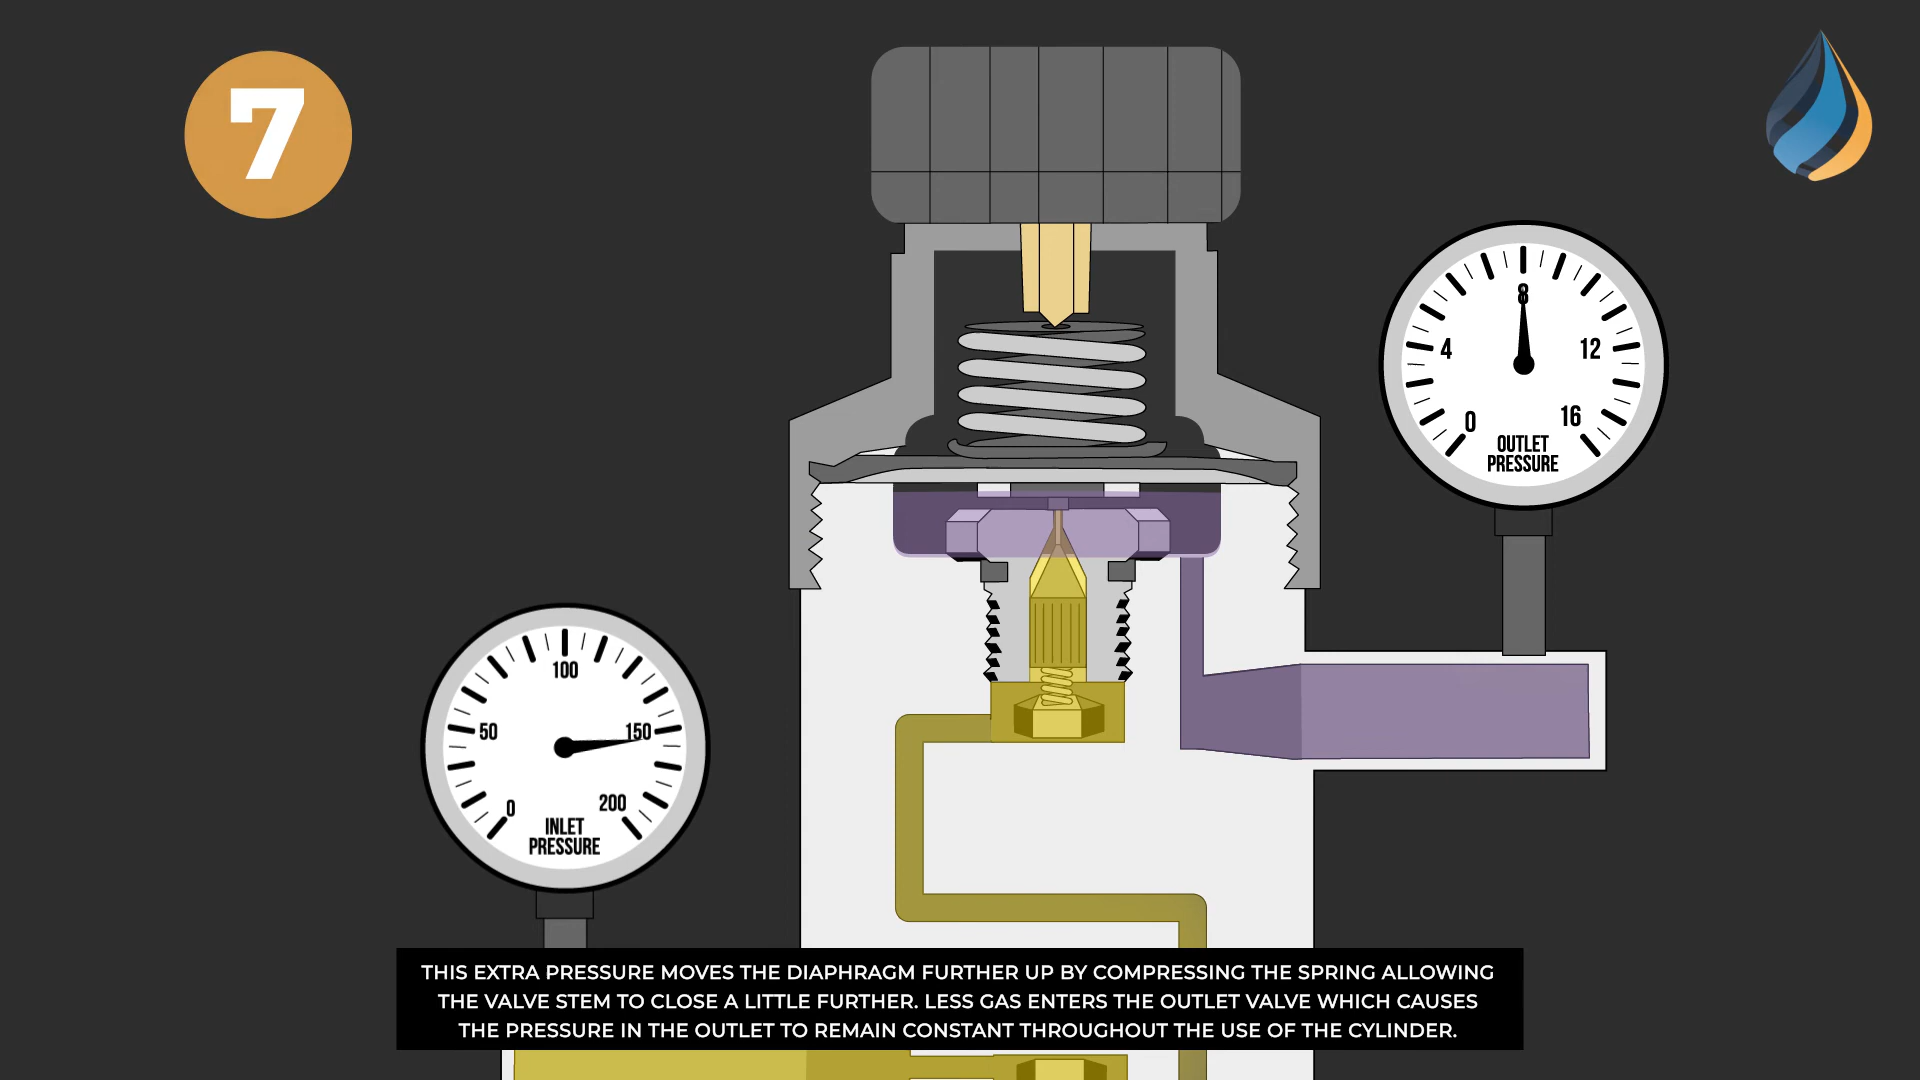 7
8
4
12
0
16
OUTLET
PRESSURE
100
50
150
0
200
INLET
PRESSURE
THIS EXTRA PRESSURE MOVES THE DIAPHRAGM FURTHER UP BY COMPRESSING THE SPRING ALLOWING
THE VALVE STEM TO CLOSE A LITTLE FURTHER. LESS GAS ENTERS THE OUTLET VALVE WHICH CAUSES
THE PRESSURE IN THE OUTLET TO REMAIN CONSTANT THROUGHOUT THE USE OF THE CYLINDER.